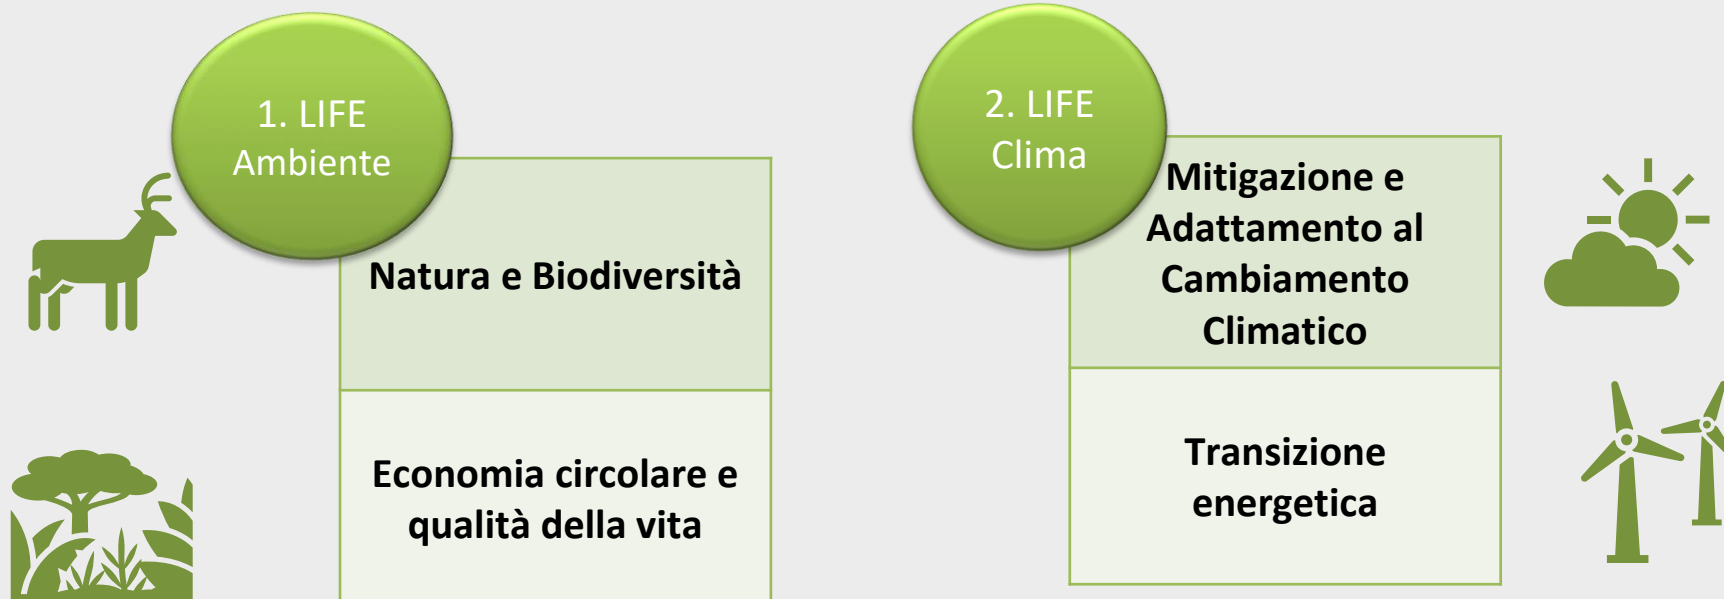 1. LIFE
Ambiente
Natura e Biodiversità
Economia circolare e
qualità della vita
2. LIFE
Clima
Mitigazione e
Adattamento al
Cambiamento
Climatico
Transizione
energetica